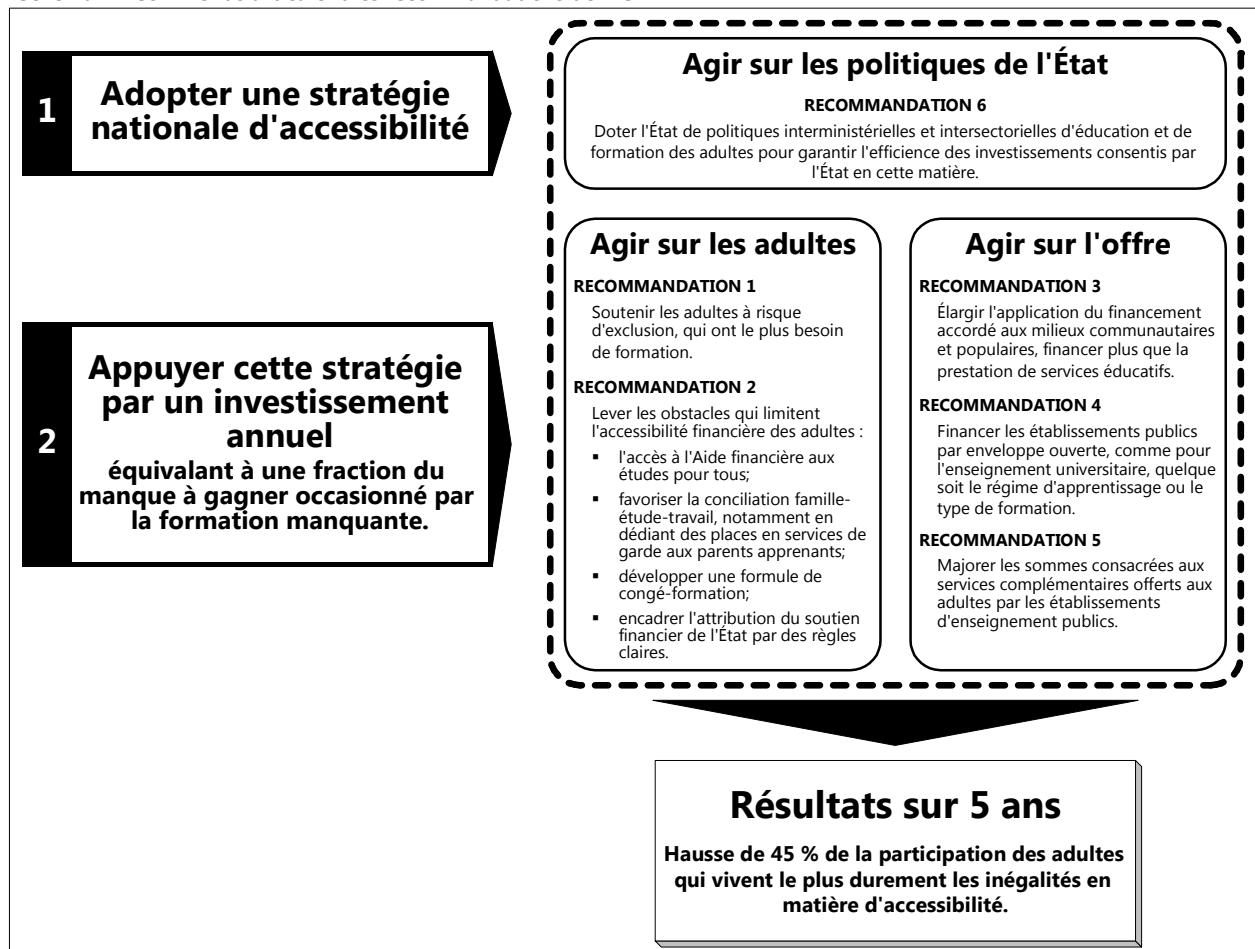 1
Adopter une stratégie
nationale d'accessibilité
2
Appuyer cette stratégie
par un investissement
annuel
équivalant à une fraction du
manque à gagner occasionné par
la formation manquante.
Agir sur les politiques de l'État
RECOMMANDATION 6
Doter l'État de politiques interministérielles et intersectorielles d'éducation et de
formation des adultes pour garantir l'efficience des investissements consentis par
l'État en cette matière.
Agir sur les adultes
RECOMMANDATION 1
Soutenir les adultes à risque
d'exclusion, qui ont le plus besoin
de formation.
RECOMMANDATION 2
Lever les obstacles qui limitent
l'accessibilité financière des adultes :
▪ l'accès à l'Aide financière aux
études pour tous;
▪ favoriser la conciliation famille-
étude-travail, notamment en
dédiant des places en services de
garde aux parents apprenants;
▪ développer une formule de
congé-formation;
▪ encadrer l'attribution du soutien
financier de l'État par des règles
claires.
Agir sur l'offre
RECOMMANDATION 3
Élargir l'application du financement
accordé aux milieux communautaires
et populaires, financer plus que la
prestation de services éducatifs.
RECOMMANDATION 4
Financer les établissements publics
par enveloppe ouverte, comme pour
l'enseignement universitaire, quelque
soit le régime d'apprentissage ou le
type de formation.
RECOMMANDATION 5
Majorer les sommes consacrées aux
services complémentaires offerts aux
adultes par les établissements
d'enseignement publics.
Résultats sur 5 ans
Hausse de 45 % de la participation des adultes
qui vivent le plus durement les inégalités en
matière d'accessibilité.